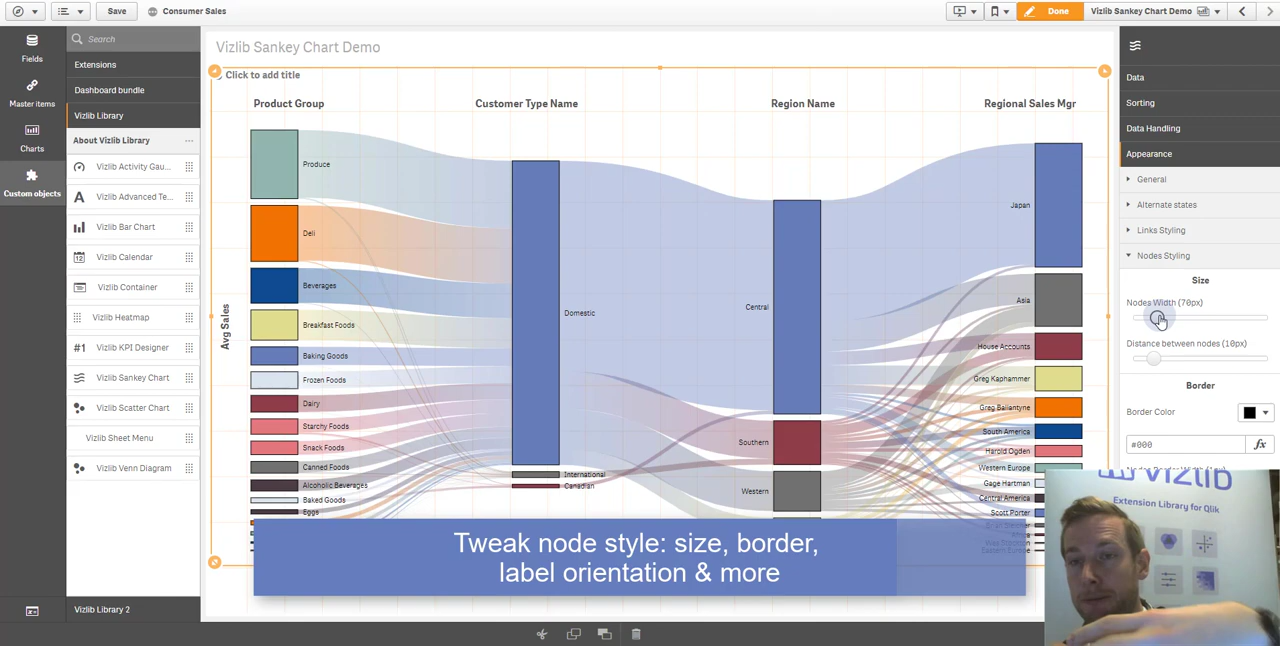 Save
Consumer Sales
Done
Vizlib Sankey Chart Demo
Fields
Master items
Charts
Custom objects
Search
Extensions
Dashboard bundle
Vizlib Library
About Vizlib Library
Vizlib Activity Gau...
Vizlib Advanced Te...
Vizlib Bar Chart
Vizlib Calendar
Vizlib Container
Vizlib Heatmap
#1 Vizlib KPI Designer
Vizlib Sankey Chart
Vizlib Scatter Chart
Vizlib Sheet Menu
Vizlib Venn Diagram
Vizlib Library 2
Vizlib Sankey Chart Demo
Click to add title
Product Group
Customer Type Name
Region Name
Regional Sales Mgr
Avg Sales
Produce
Deli
Beverages
Breakfast Foods
Baking Goods
Frozen Foods
Dairy
Starchy Foods
Snack Foods
Canned Foods
Alcoholic Beverages
Baked Goods
Eggs
Domestic
International
Canadian
Central
Southern
Western
Japan
Asia
House Accounts
Greg Kaphammer
Greg Ballantyne
South America
Harold Ogden
Western Europe
Gage Hartman
Central America
Scott Porter
Tweak node style: size, border,
label orientation & more
Data
Sorting
Data Handling
Appearance
General
Alternate states
Links Styling
Nodes Styling
Size
Nodes Width (70px)
Distance between nodes (10px)
Border
Border Color
#000
fx
vizlib
Extension Library for Qlik